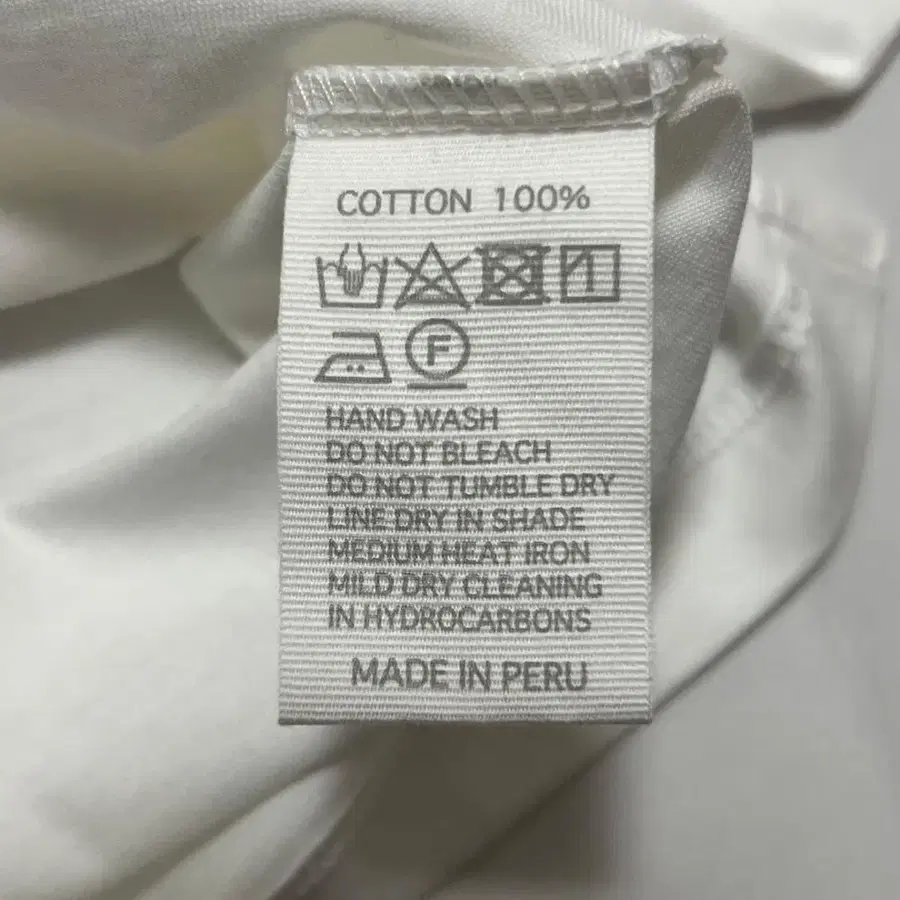 COTTON 100%
F
HAND WASH
DO NOT BLEACH
DO NOT TUMBLE DRY
LINE DRY IN SHADE
MEDIUM HEAT IRON
MILD DRY CLEANING
IN HYDROCARBONS
MADE IN PERU